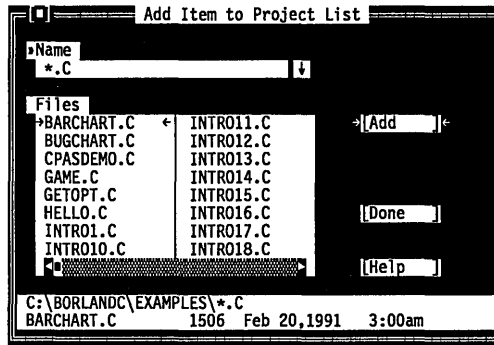 [□] Add Item to Project List
»Name
*.C ↓
Files
→BARCHART.C ← INTRO11.C →[Add ]←
BUGCHART.C INTRO12.C
CPASDEMO.C INTRO13.C
GAME.C INTRO14.C
GETOPT.C INTRO15.C
HELLO.C INTRO16.C [Done ]
INTRO1.C INTRO17.C
INTRO10.C INTRO18.C
[Help ]
C:\BORLANDC\EXAMPLES\*.C
BARCHART.C 1506 Feb 20,1991 3:00am